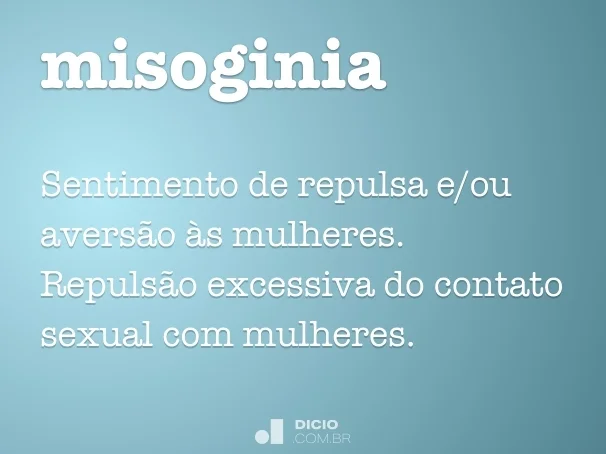 misoginia
Sentimento de repulsa e/ou
aversão às mulheres.
Repulsão excessiva do contato
sexual com mulheres.
DICIO
.COM.BR